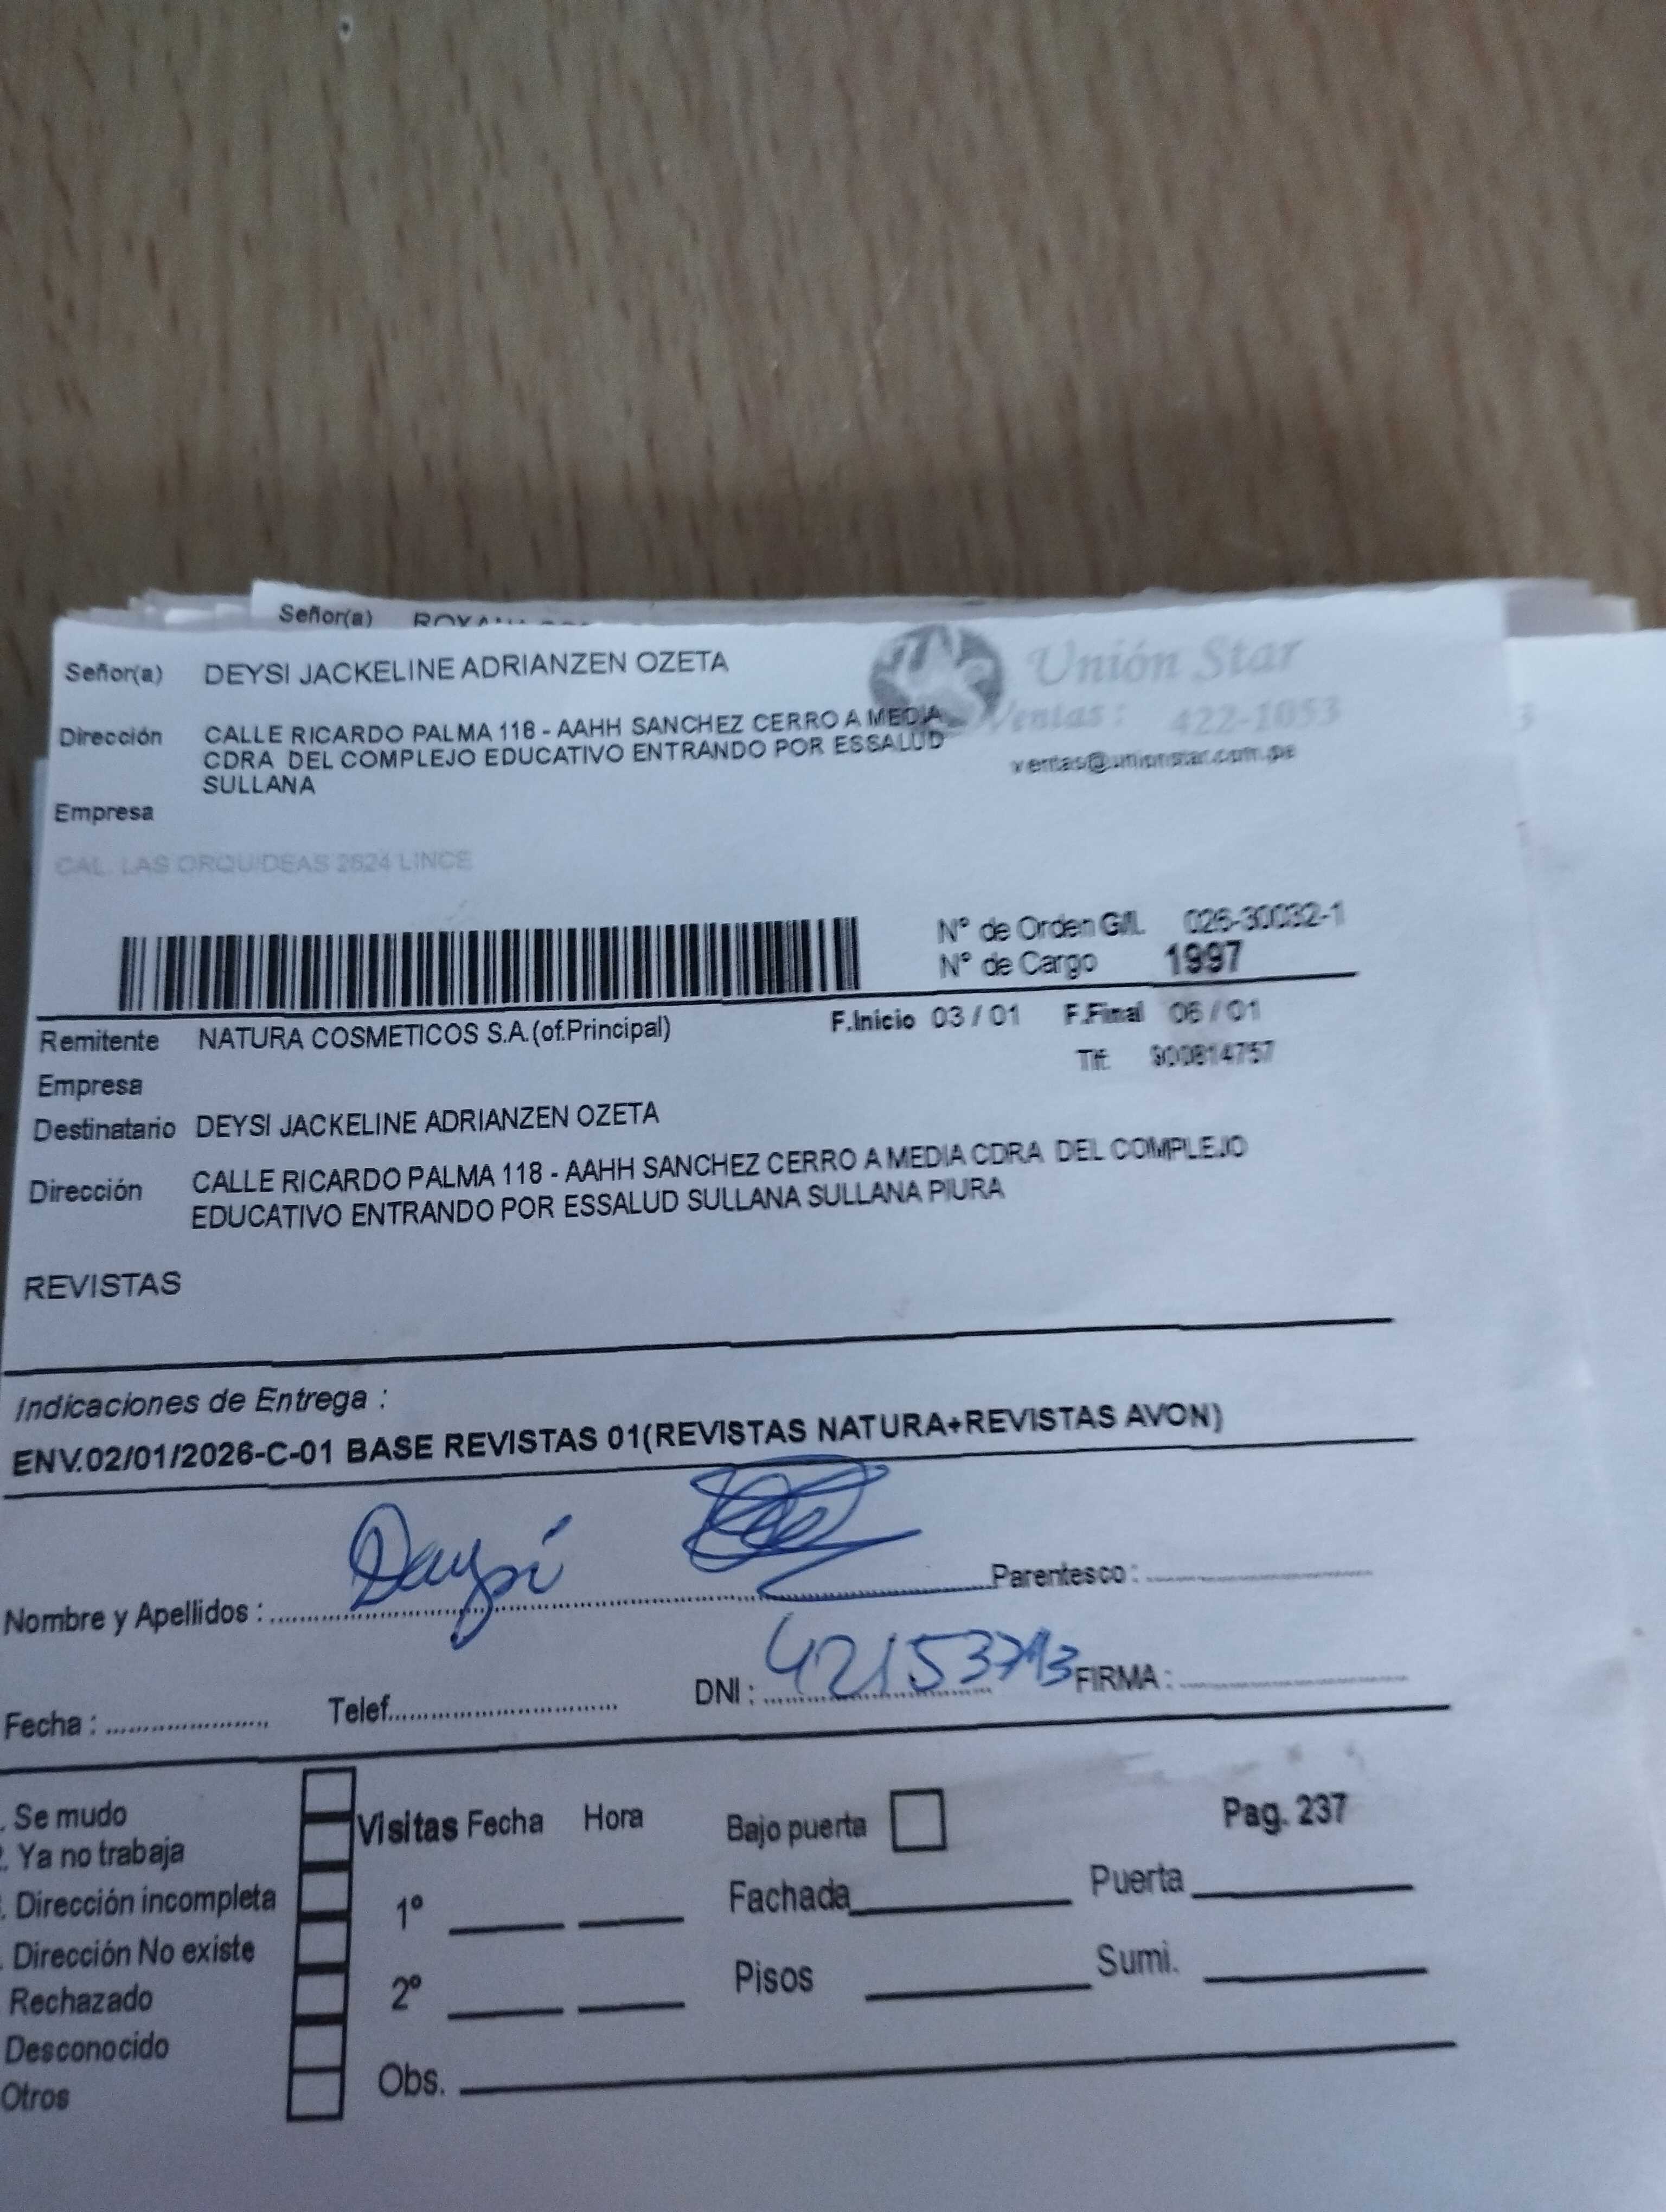 Señor(a)
Señor(a) DEYSI JACKELINE ADRIANZEN OZETA
Unión Star
Ventas: 422-1053
ventas@unionstar.com.pe
Dirección CALLE RICARDO PALMA 118 - AAHH SANCHEZ CERRO A MEDIA
CDRA DEL COMPLEJO EDUCATIVO ENTRANDO POR ESSALUD
SULLANA
Empresa
CAL. LAS ORQUIDEAS 2624 LINCE
Nº de Orden G/I. 026-30032-1
Nº de Cargo 1997
Remitente NATURA COSMETICOS S.A.(of.Principal) F.Inicio 03 / 01 F.Final 06 / 01
Tlf. 900814757
Empresa
Destinatario DEYSI JACKELINE ADRIANZEN OZETA
Dirección CALLE RICARDO PALMA 118 - AAHH SANCHEZ CERRO A MEDIA CDRA DEL COMPLEJO
EDUCATIVO ENTRANDO POR ESSALUD SULLANA SULLANA PIURA
REVISTAS
Indicaciones de Entrega :
ENV.02/01/2026-C-01 BASE REVISTAS 01(REVISTAS NATURA+REVISTAS AVON)
Nombre y Apellidos : Daysi Parentesco :
Fecha : Telef. DNI : FIRMA :
Se mudo
Ya no trabaja
Dirección incompleta
Dirección No existe
Rechazado
Desconocido
Otros
Visitas Fecha Hora
1º
2º
Obs.
Bajo puerta Pag. 237
Fachada Puerta
Pisos Sumi.